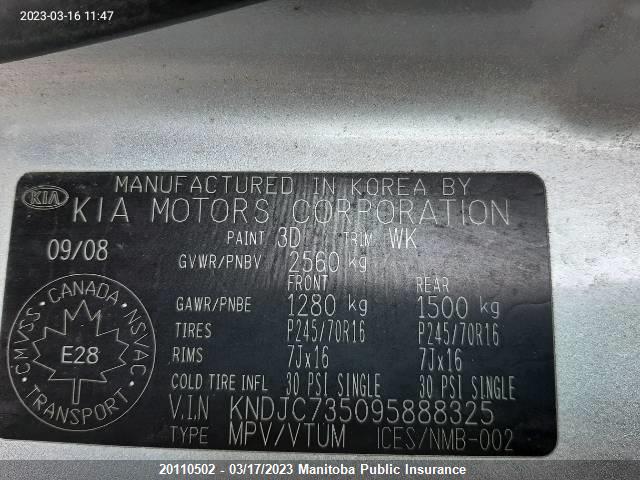 2023-03-16 11:47
KIA
MANUFACTURED IN KOREA BY
KIA MOTORS CORPORATION
09/08
PAINT 3D TRIM WK
GVWR/PNBV 2560 kg
FRONT REAR
GAWR/PNBE 1280 kg 1500 kg
TIRES P245/70R16 P245/70R16
RIMS 7Jx16 7Jx16
COLD TIRE INFL 30 PSI SINGLE 30 PSI SINGLE
V.I.N KNDJC735095888325
TYPE MPV/VTUM ICES/NMB-002
CANADA
CMVSS NSVAC
E28
TRANSPORT
20110502 - 03/17/2023 Manitoba Public Insurance